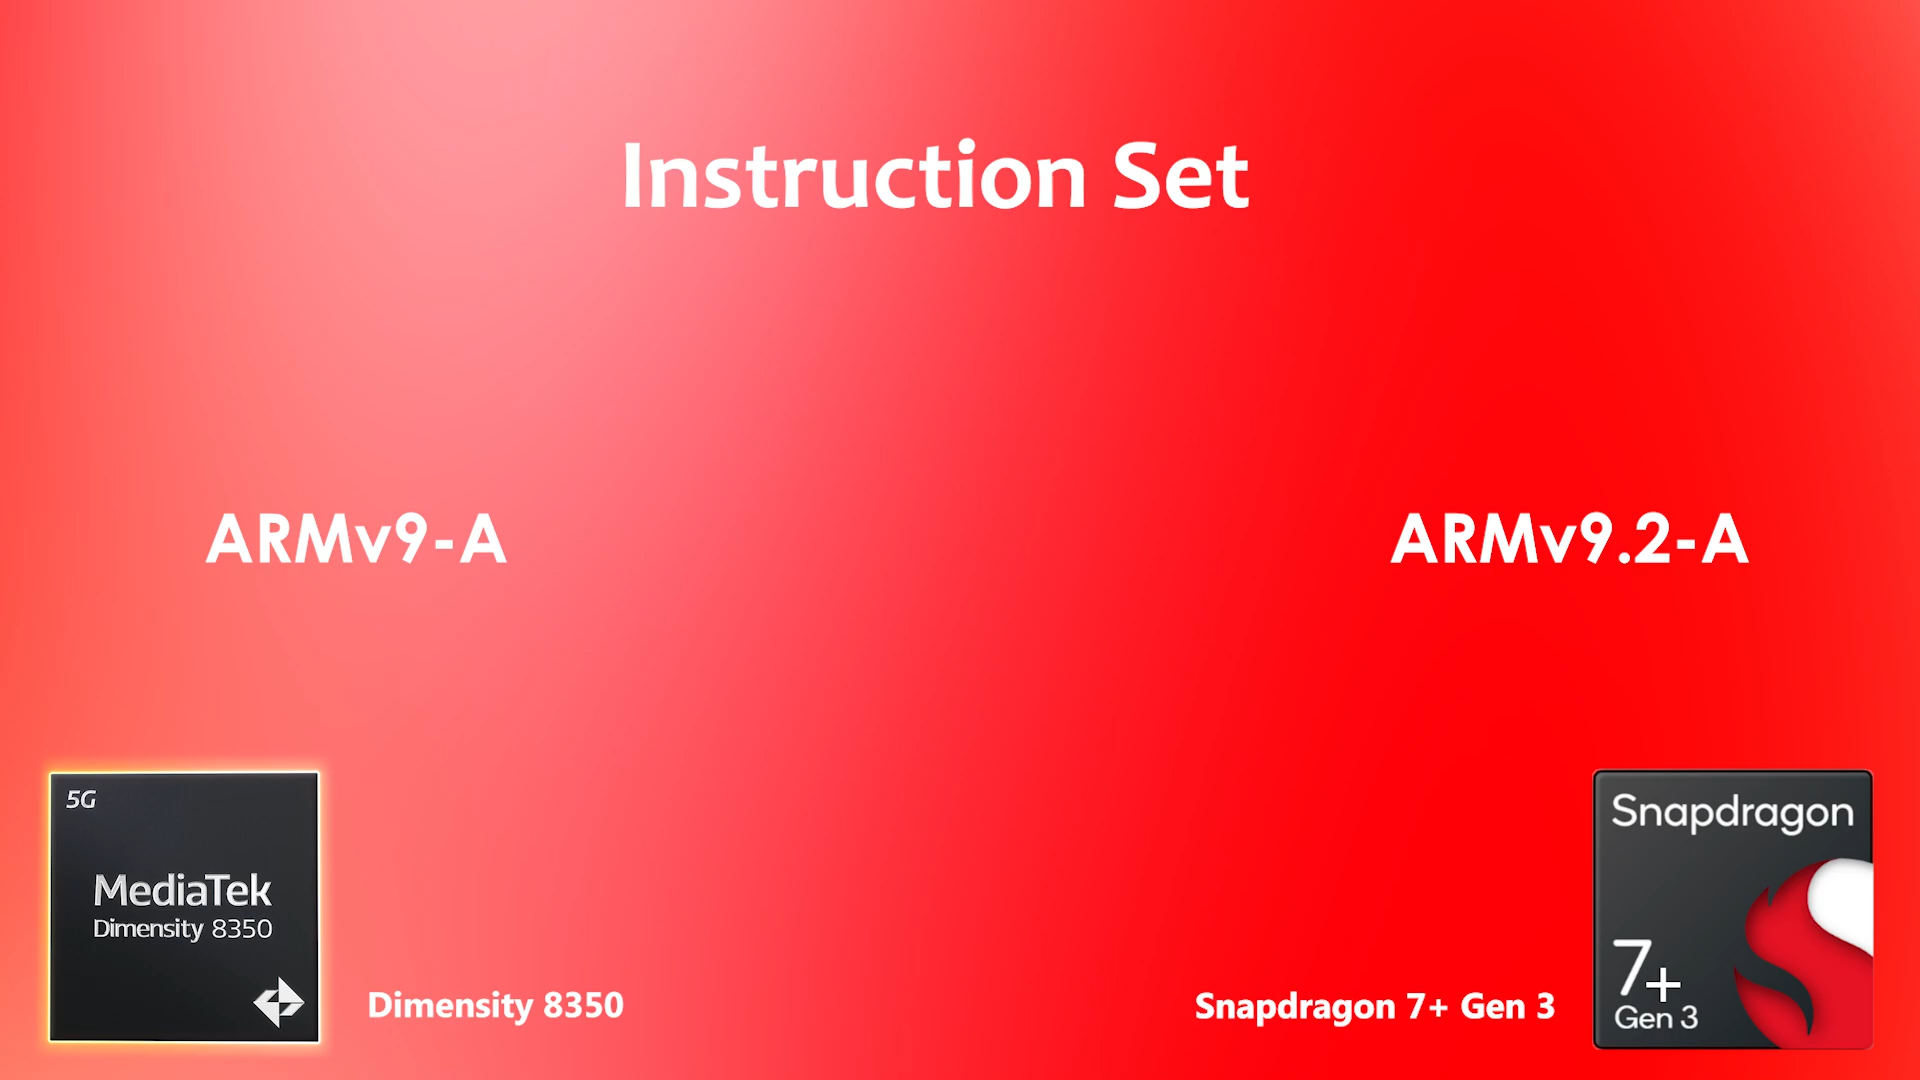 Instruction Set
ARMv9-A
ARMv9.2-A
5G
MediaTek
Dimensity 8350
Dimensity 8350
Snapdragon 7+ Gen 3
Snapdragon
7+
Gen 3